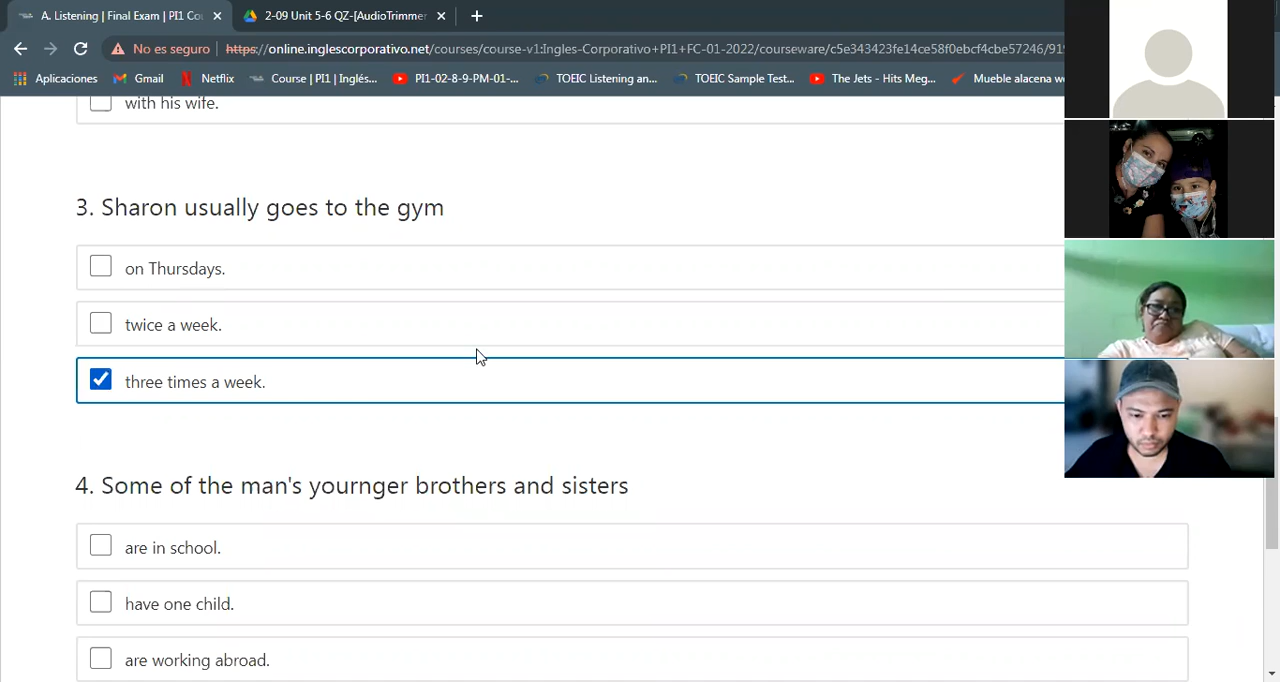 A. Listening | Final Exam | PI1 Co
2-09 Unit 5-6 QZ-[AudioTrimmer
No es seguro
https://online.inglescorporativo.net/courses/course-v1:Ingles-Corporativo+PI1+FC-01-2022/courseware/c5e343423fe14ce58f0ebcf4cbe57246/91
Aplicaciones
Gmail
Netflix
Course | PI1 | Inglés...
PI1-02-8-9-PM-01-...
TOEIC Listening an...
TOEIC Sample Test...
The Jets - Hits Meg...
Mueble alacena w
with his wife.
3. Sharon usually goes to the gym
on Thursdays.
twice a week.
three times a week.
4. Some of the man's yournger brothers and sisters
are in school.
have one child.
are working abroad.